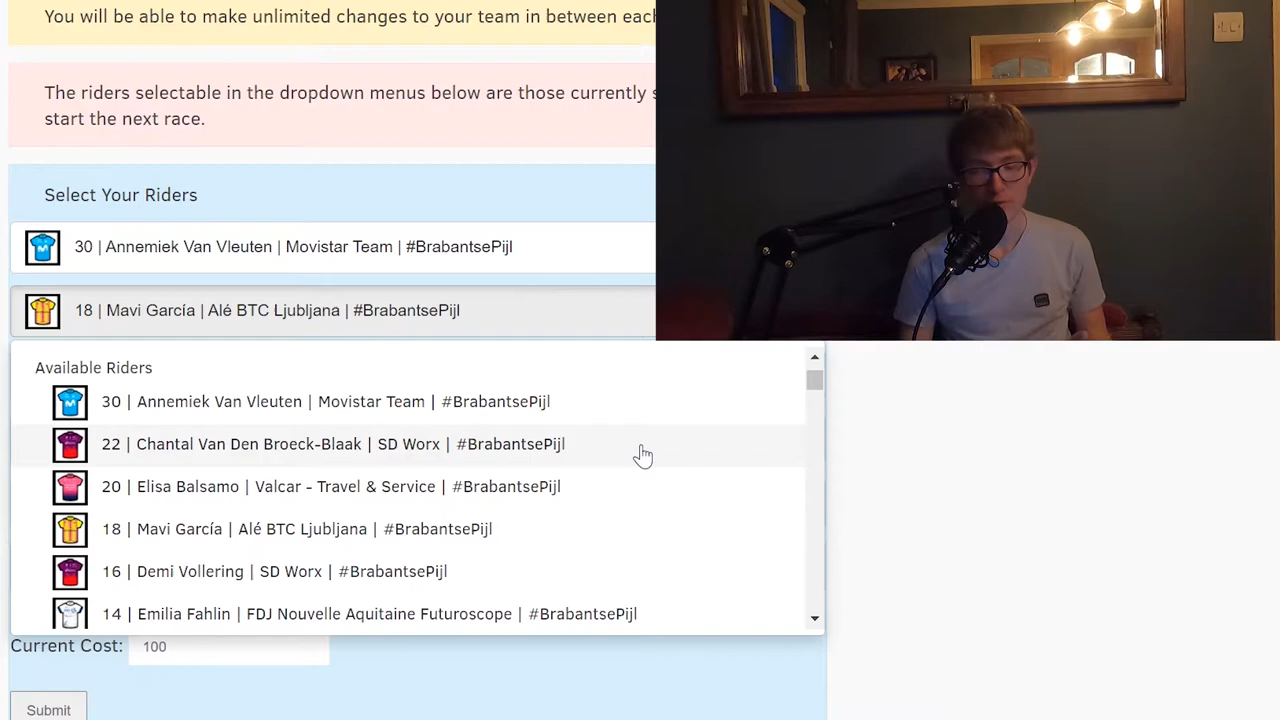 You will be able to make unlimited changes to your team in between eac
The riders selectable in the dropdown menus below are those currently s
start the next race.
Select Your Riders
30 | Annemiek Van Vleuten | Movistar Team | #BrabantsePijl
18 | Mavi García | Alé BTC Ljubljana | #BrabantsePijl
Available Riders
30 | Annemiek Van Vleuten | Movistar Team | #BrabantsePijl
22 | Chantal Van Den Broeck-Blaak | SD Worx | #BrabantsePijl
20 | Elisa Balsamo | Valcar - Travel & Service | #BrabantsePijl
18 | Mavi García | Alé BTC Ljubljana | #BrabantsePijl
16 | Demi Vollering | SD Worx | #BrabantsePijl
14 | Emilia Fahlin | FDJ Nouvelle Aquitaine Futuroscope | #BrabantsePijl
Current Cost: 100
Submit